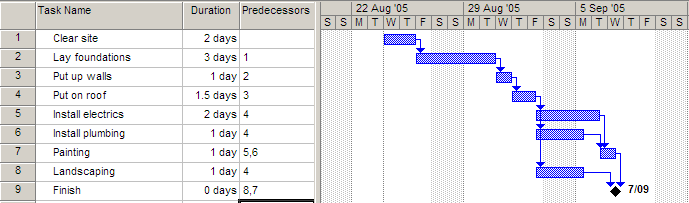 Task Name Duration Predecessors 22 Aug '05 29 Aug '05 5 Sep '05
S S M T W T F S S M T W T F S S M T W T F S S
1 Clear site 2 days
2 Lay foundations 3 days 1
3 Put up walls 1 day 2
4 Put on roof 1.5 days 3
5 Install electrics 2 days 4
6 Install plumbing 1 day 4
7 Painting 1 day 5,6
8 Landscaping 1 day 4
9 Finish 0 days 8,7 7/09